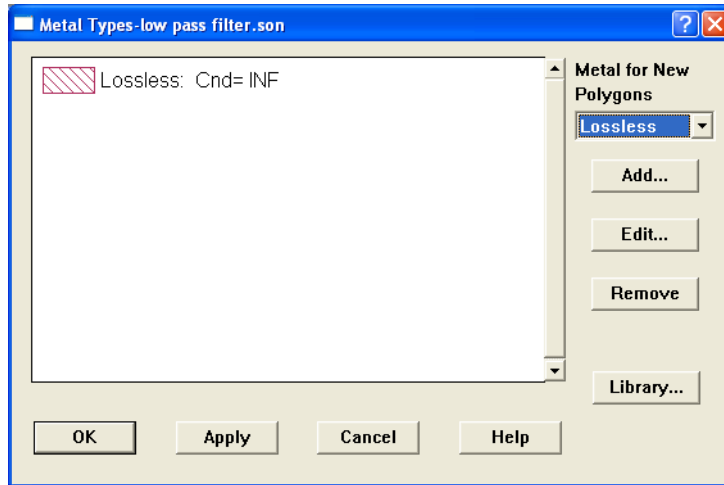 Metal Types-low pass filter.son
Lossless: Cnd= INF
Metal for New
Polygons
Lossless
Add...
Edit...
Remove
Library...
OK
Apply
Cancel
Help